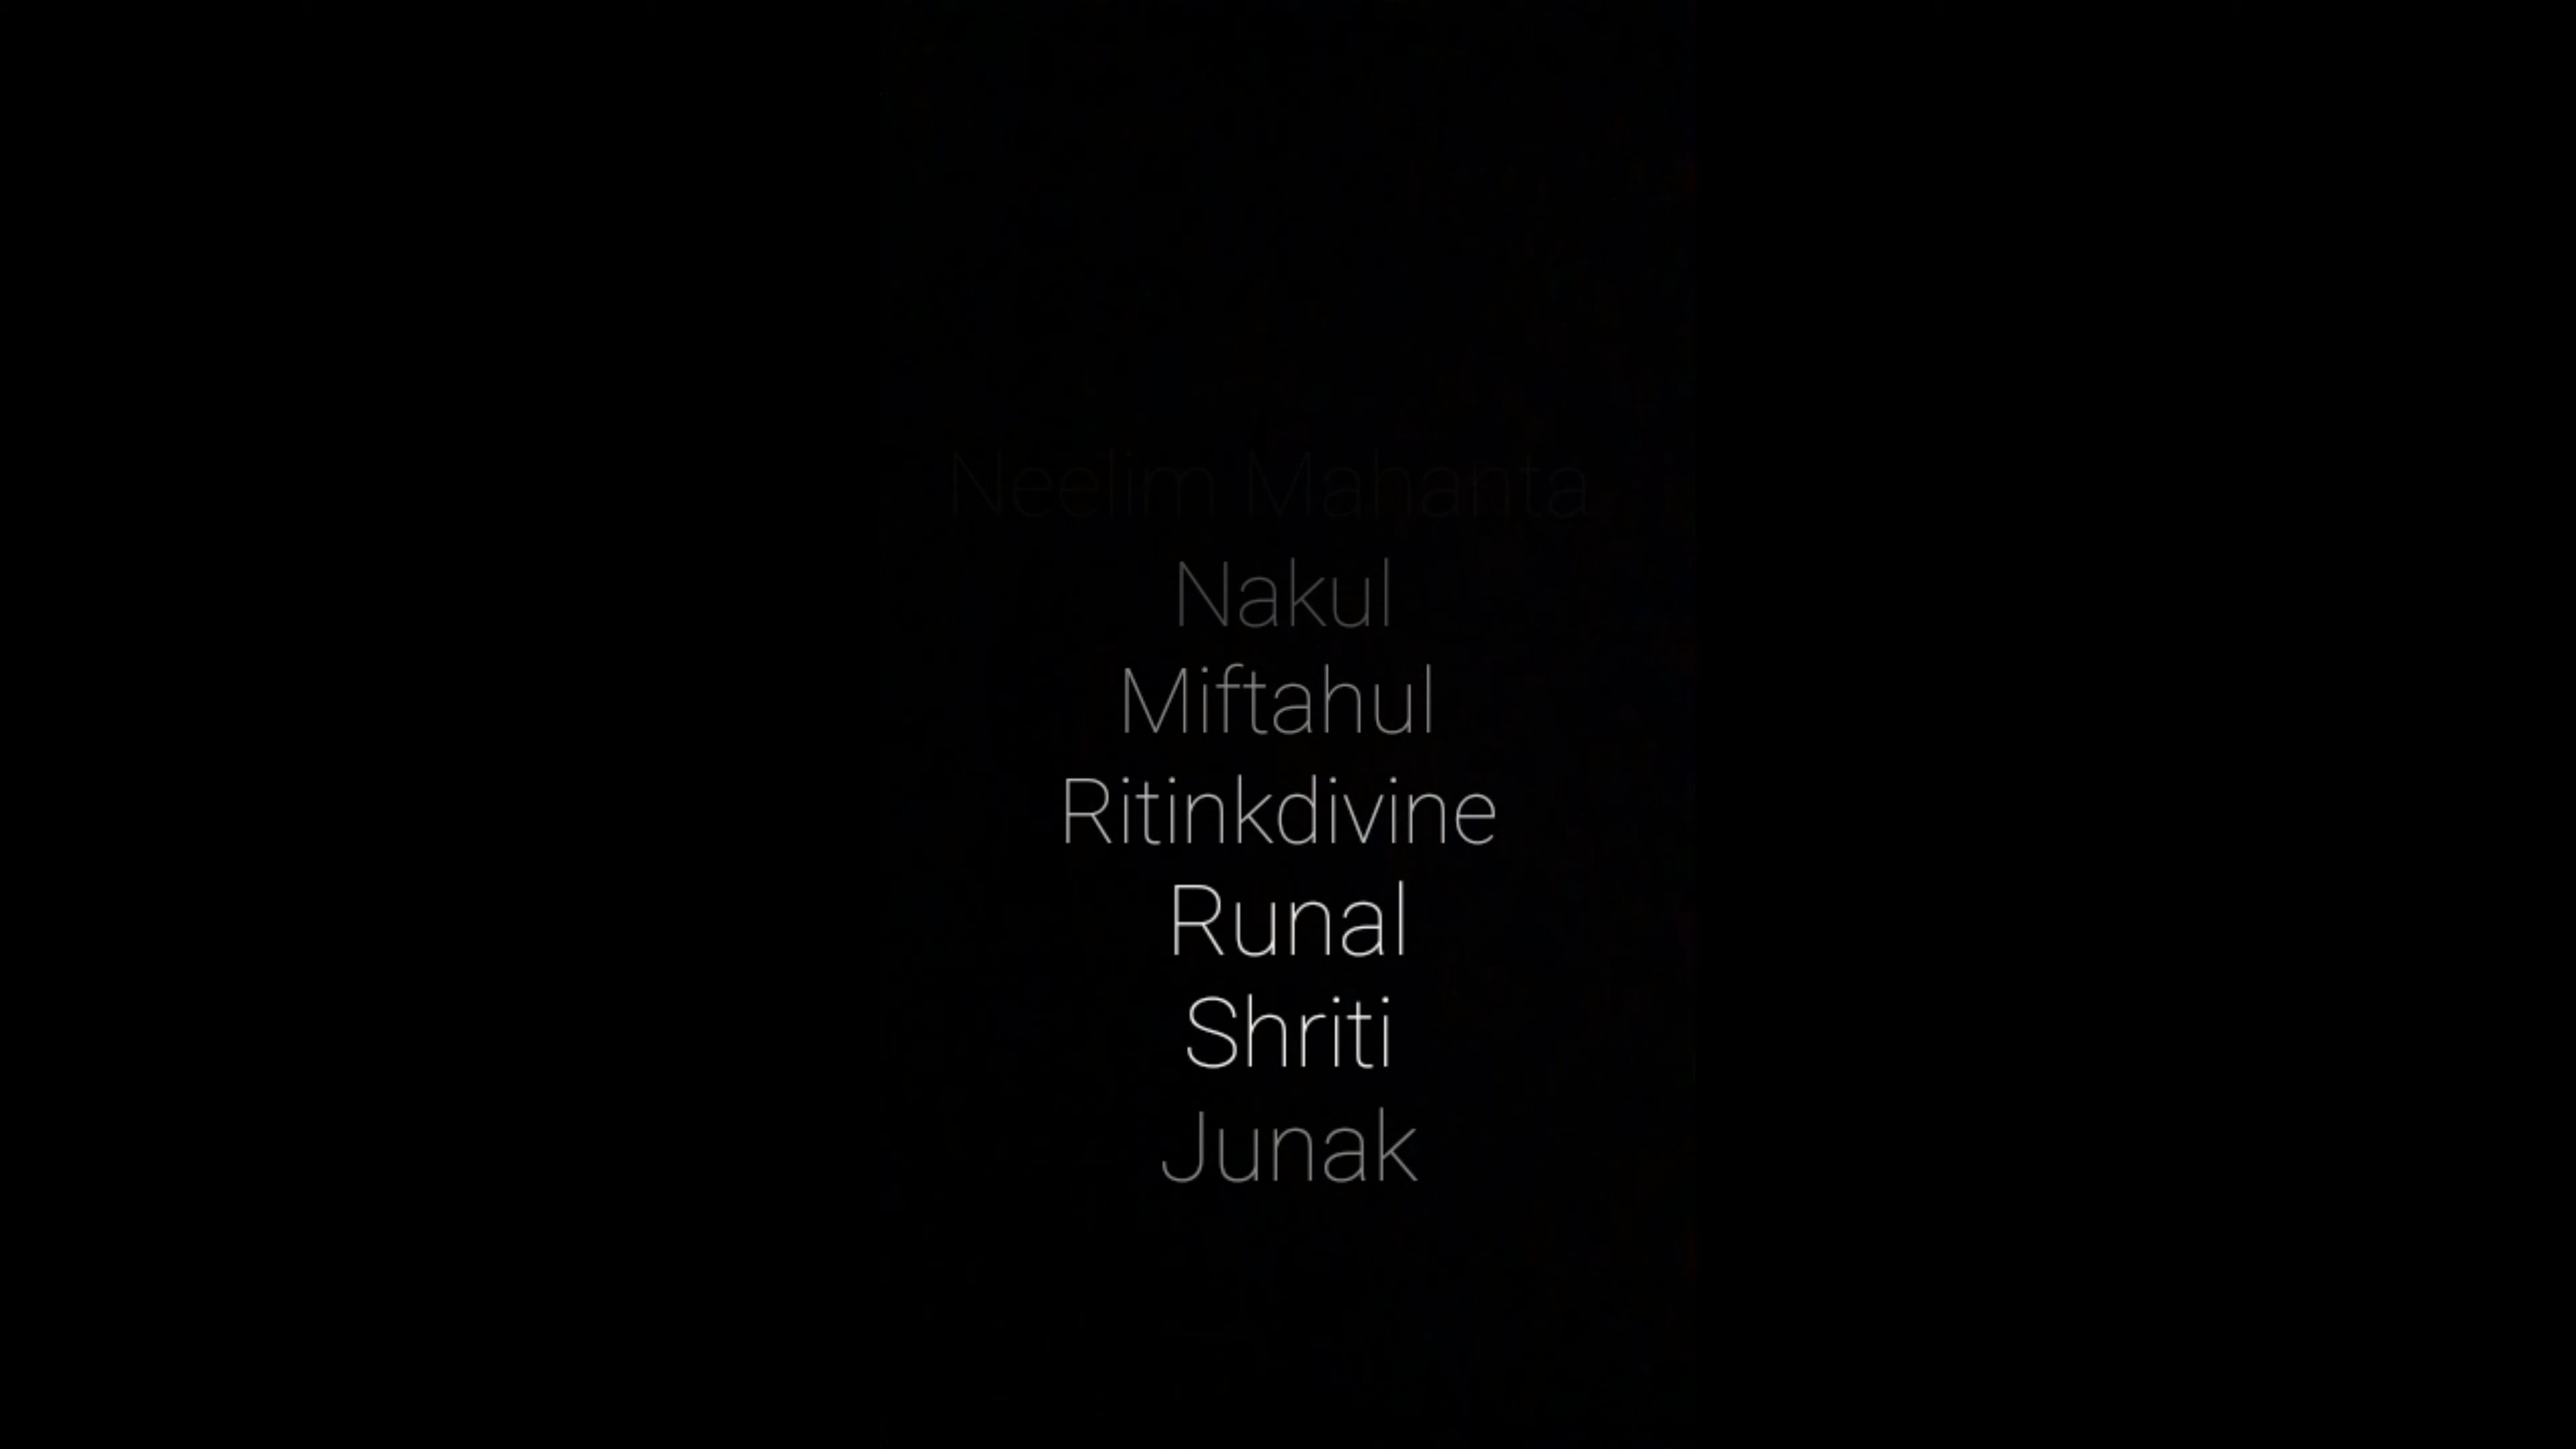 Neelim Mahanta
Nakul
Miftahul
Ritinkdivine
Runal
Shriti
Junak